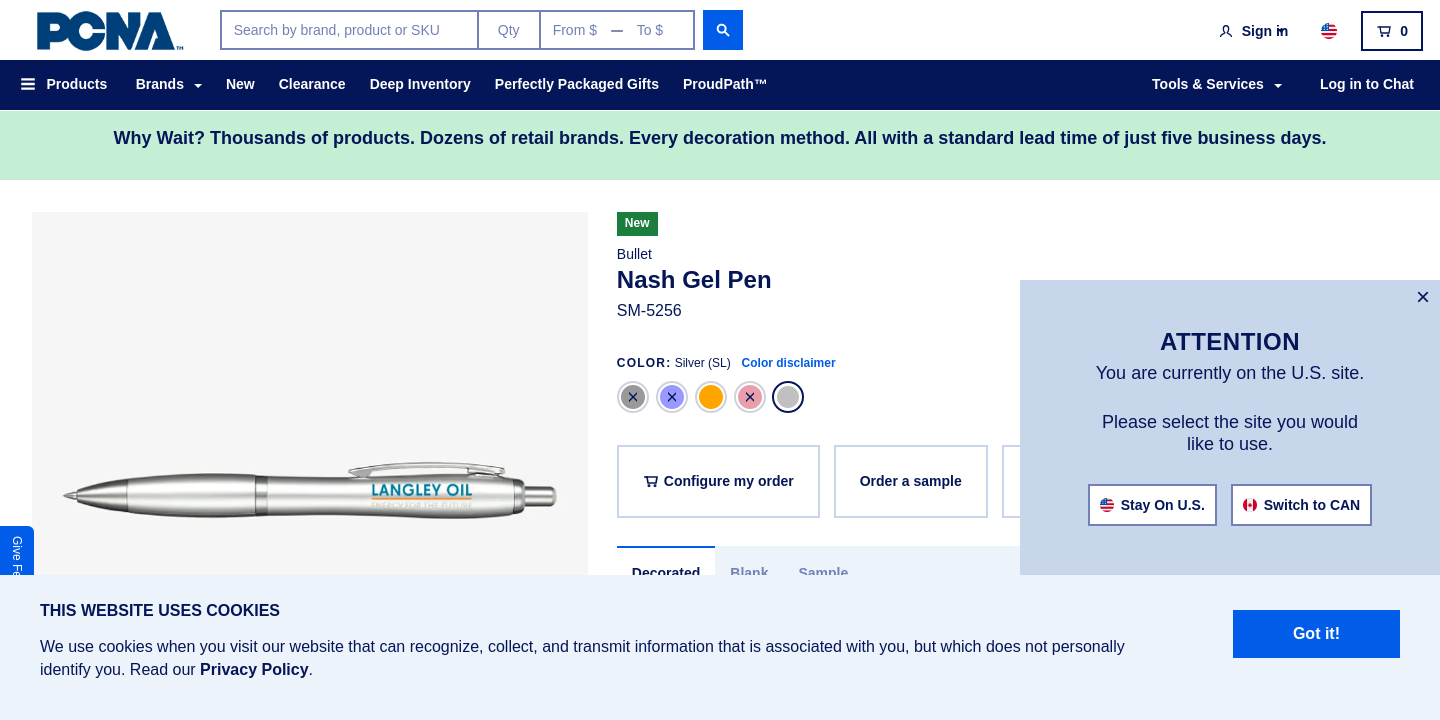 PCNA™
Search by brand, product or SKU
Qty
From $ — To $
Sign in
0
Products
Brands
New
Clearance
Deep Inventory
Perfectly Packaged Gifts
ProudPath™
Tools & Services
Log in to Chat
Why Wait? Thousands of products. Dozens of retail brands. Every decoration method. All with a standard lead time of just five business days.
New
Bullet
Nash Gel Pen
SM-5256
COLOR: Silver (SL) Color disclaimer
Configure my order
Order a sample
Decorated
Blank
Sample
LANGLEY OIL
ENERGY FOR THE FUTURE
Give Fe
ATTENTION
You are currently on the U.S. site.
Please select the site you would
like to use.
Stay On U.S.
Switch to CAN
THIS WEBSITE USES COOKIES
We use cookies when you visit our website that can recognize, collect, and transmit information that is associated with you, but which does not personally
identify you. Read our Privacy Policy.
Got it!